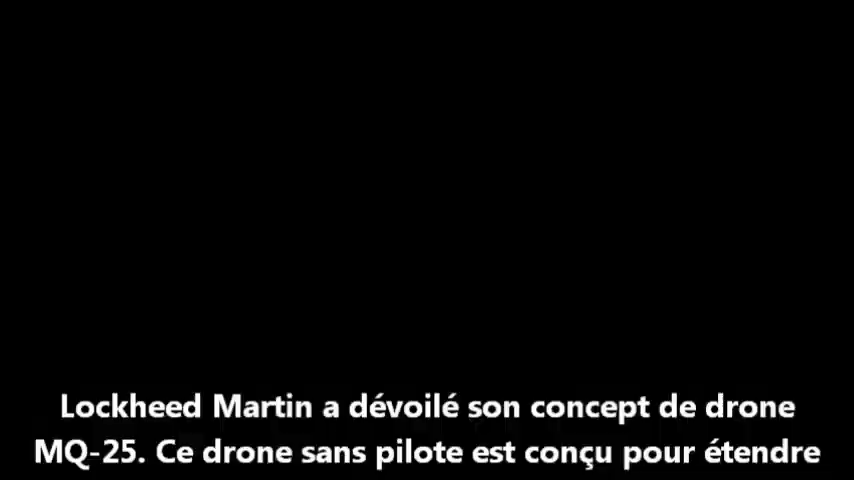 Lockheed Martin a dévoilé son concept de drone
MQ-25. Ce drone sans pilote est conçu pour étendre